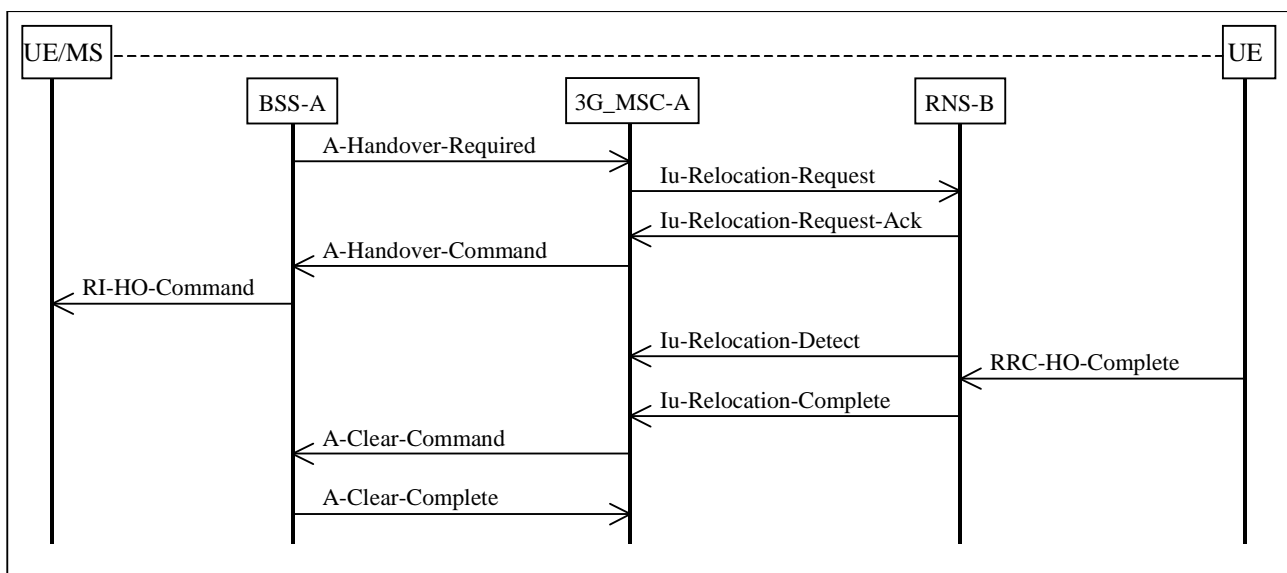 UE/MS
UE
BSS-A
3G_MSC-A
RNS-B
A-Handover-Required
Iu-Relocation-Request
Iu-Relocation-Request-Ack
A-Handover-Command
RI-HO-Command
Iu-Relocation-Detect
RRC-HO-Complete
Iu-Relocation-Complete
A-Clear-Command
A-Clear-Complete